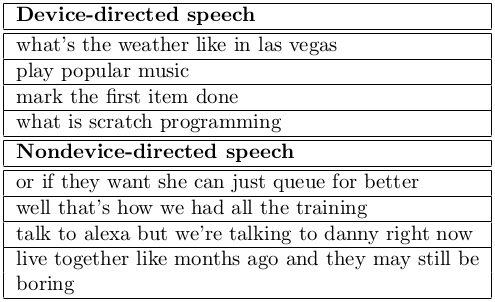 Device-directed speech
what's the weather like in las vegas
play popular music
mark the first item done
what is scratch programming
Nondevice-directed speech
or if they want she can just queue for better
well that's how we had all the training
talk to alexa but we're talking to danny right now
live together like months ago and they may still be
boring